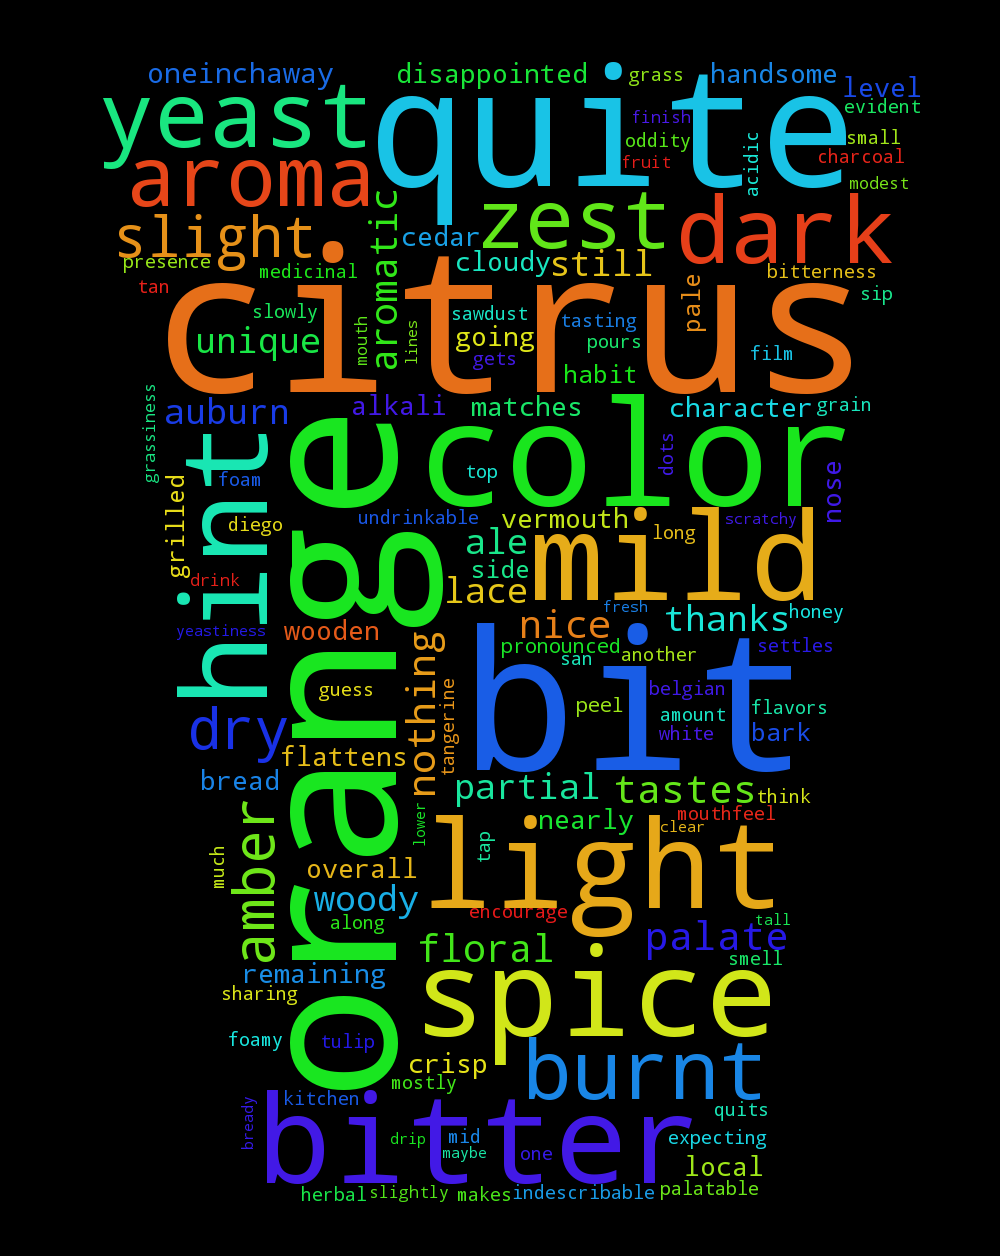 oneinchaway
disappointed
grass
handsome
level
yeast
quite
finish
evident
oddity
small
aroma
fruit
acidic
charcoal
modest
slight
aromatic
cedar
zest
dark
presence
medicinal
cloudy
still
bitterness
tan
citrus
sip
slowly
sawdust
tasting
pale
unique
mouth
lines
going
pours
gets
film
habit
auburn
alkali
matches
character
grain
grassiness
hint
orange
color
top
dots
nose
foam
grilled
diego
undrinkable
vermouth
scratchy
long
mild
ale
side
drink
lace
fresh
yeastiness
wooden
nice
thanks
honey
nothing
pronounced
another
settles
san
bit
guess
tangerine
peel
belgian
flavors
dry
amount
white
bark
flattens
bread
partial
tastes
think
amber
lower
nearly
mouthfeel
clear
much
tap
light
overall
woody
along
encourage
tall
floral
palate
smell
remaining
spice
sharing
foamy
tulip
crisp
burnt
mostly
kitchen
bready
bitter
quits
drip
mid
maybe
one
expecting
local
herbal
slightly
makes
indescribable
palatable